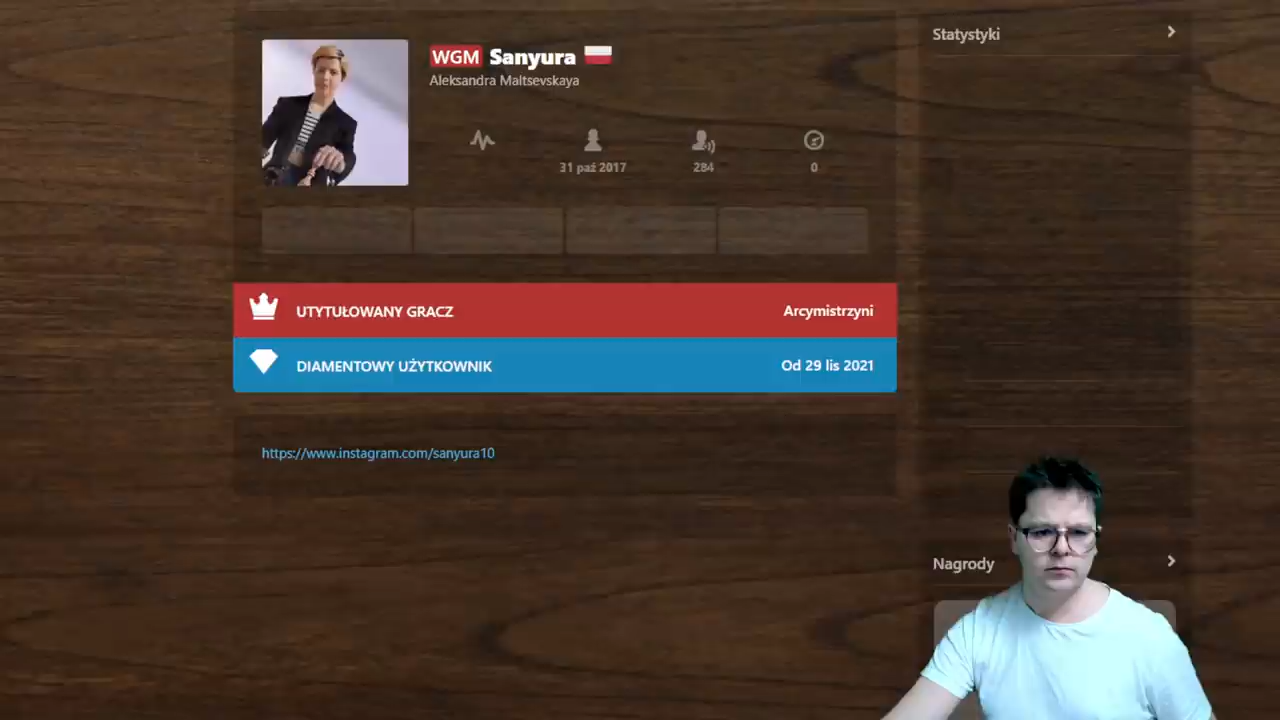 WGM Sanyura
Aleksandra Maltsevskaya
31 paź 2017
284
0
UTYTUŁOWANY GRACZ
Arcymistrzyni
DIAMENTOWY UŻYTKOWNIK
Od 29 lis 2021
https://www.instagram.com/sanyura10
Statystyki
Nagrody